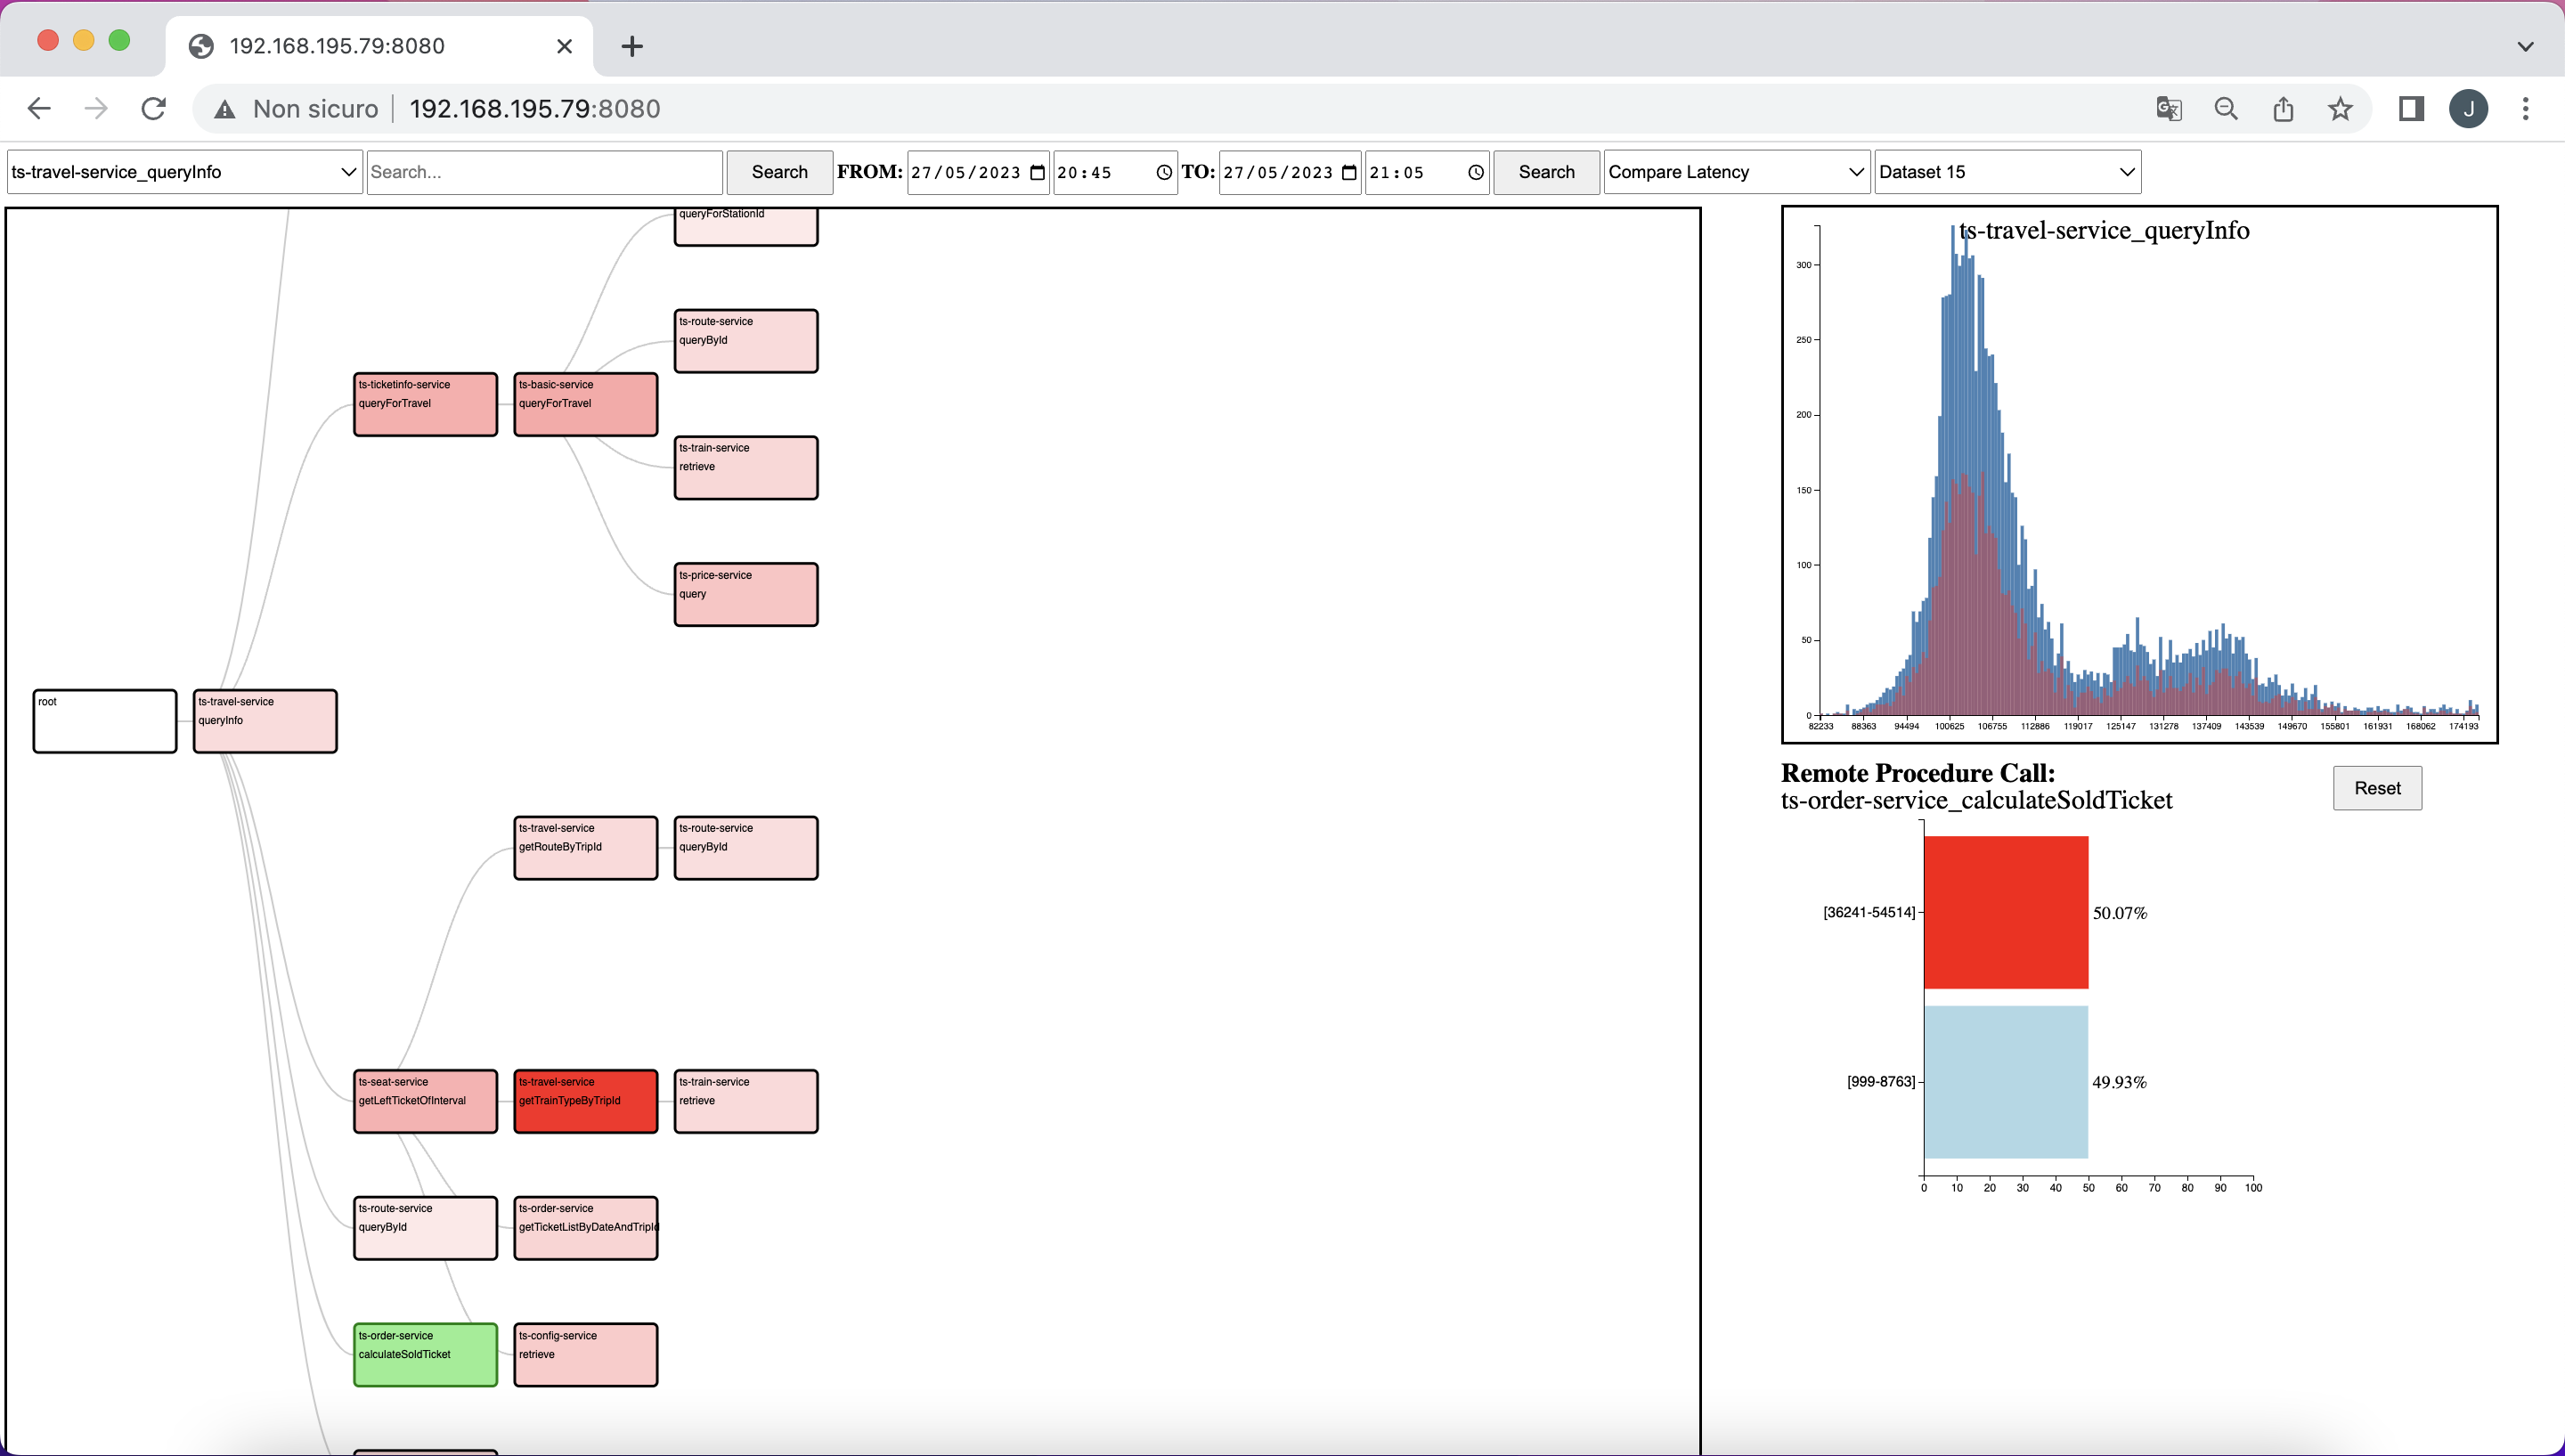 192.168.195.79:8080
Non sicuro 192.168.195.79:8080
J
ts-travel-service_queryInfo Search... Search FROM: 27/05/2023 20:45 TO: 27/05/2023 21:05 Search Compare Latency Dataset 15
queryForStationId
ts-route-service
queryById
ts-ticketinfo-service
queryForTravel
ts-basic-service
queryForTravel
ts-train-service
retrieve
ts-price-service
query
root
ts-travel-service
queryInfo
ts-travel-service
getRouteByTripId
ts-route-service
queryById
ts-seat-service
getLeftTicketOfInterval
ts-travel-service
getTrainTypeByTripId
ts-train-service
retrieve
ts-route-service
queryById
ts-order-service
getTicketListByDateAndTripId
ts-order-service
calculateSoldTicket
ts-config-service
retrieve
ts-travel-service_queryInfo
300
250
200
150
100
50
0
82233 88363 94494 100625 106755 112886 119017 125147 131278 137409 143539 149670 155801 161931 168062 174193
Remote Procedure Call:
ts-order-service_calculateSoldTicket
Reset
[36241-54514] 50.07%
[999-8763] 49.93%
0 10 20 30 40 50 60 70 80 90 100